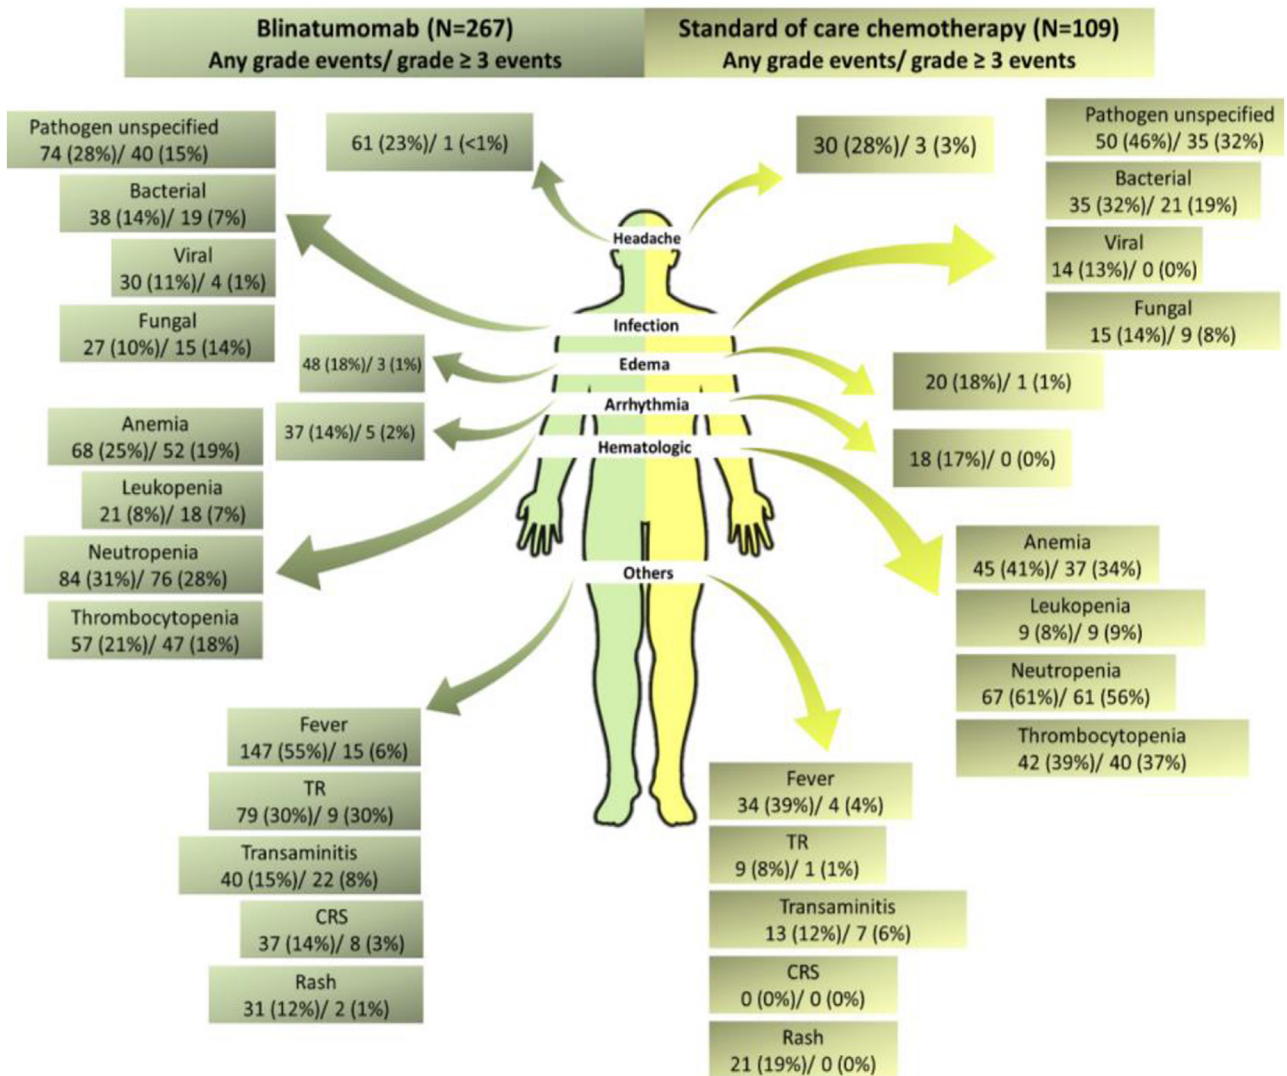 Blinatumomab (N=267)
Any grade events/ grade ≥ 3 events
Standard of care chemotherapy (N=109)
Any grade events/ grade ≥ 3 events
Pathogen unspecified
74 (28%)/ 40 (15%)
Bacterial
38 (14%)/ 19 (7%)
Viral
30 (11%)/ 4 (1%)
Fungal
27 (10%)/ 15 (14%)
61 (23%)/ 1 (<1%)
30 (28%)/ 3 (3%)
Pathogen unspecified
50 (46%)/ 35 (32%)
Bacterial
35 (32%)/ 21 (19%)
Viral
14 (13%)/ 0 (0%)
Fungal
15 (14%)/ 9 (8%)
Headache
Infection
Edema
Arrhythmia
Hematologic
Others
48 (18%)/ 3 (1%)
37 (14%)/ 5 (2%)
20 (18%)/ 1 (1%)
18 (17%)/ 0 (0%)
Anemia
68 (25%)/ 52 (19%)
Leukopenia
21 (8%)/ 18 (7%)
Neutropenia
84 (31%)/ 76 (28%)
Thrombocytopenia
57 (21%)/ 47 (18%)
Anemia
45 (41%)/ 37 (34%)
Leukopenia
9 (8%)/ 9 (9%)
Neutropenia
67 (61%)/ 61 (56%)
Thrombocytopenia
42 (39%)/ 40 (37%)
Fever
147 (55%)/ 15 (6%)
TR
79 (30%)/ 9 (30%)
Transaminitis
40 (15%)/ 22 (8%)
CRS
37 (14%)/ 8 (3%)
Rash
31 (12%)/ 2 (1%)
Fever
34 (39%)/ 4 (4%)
TR
9 (8%)/ 1 (1%)
Transaminitis
13 (12%)/ 7 (6%)
CRS
0 (0%)/ 0 (0%)
Rash
21 (19%)/ 0 (0%)